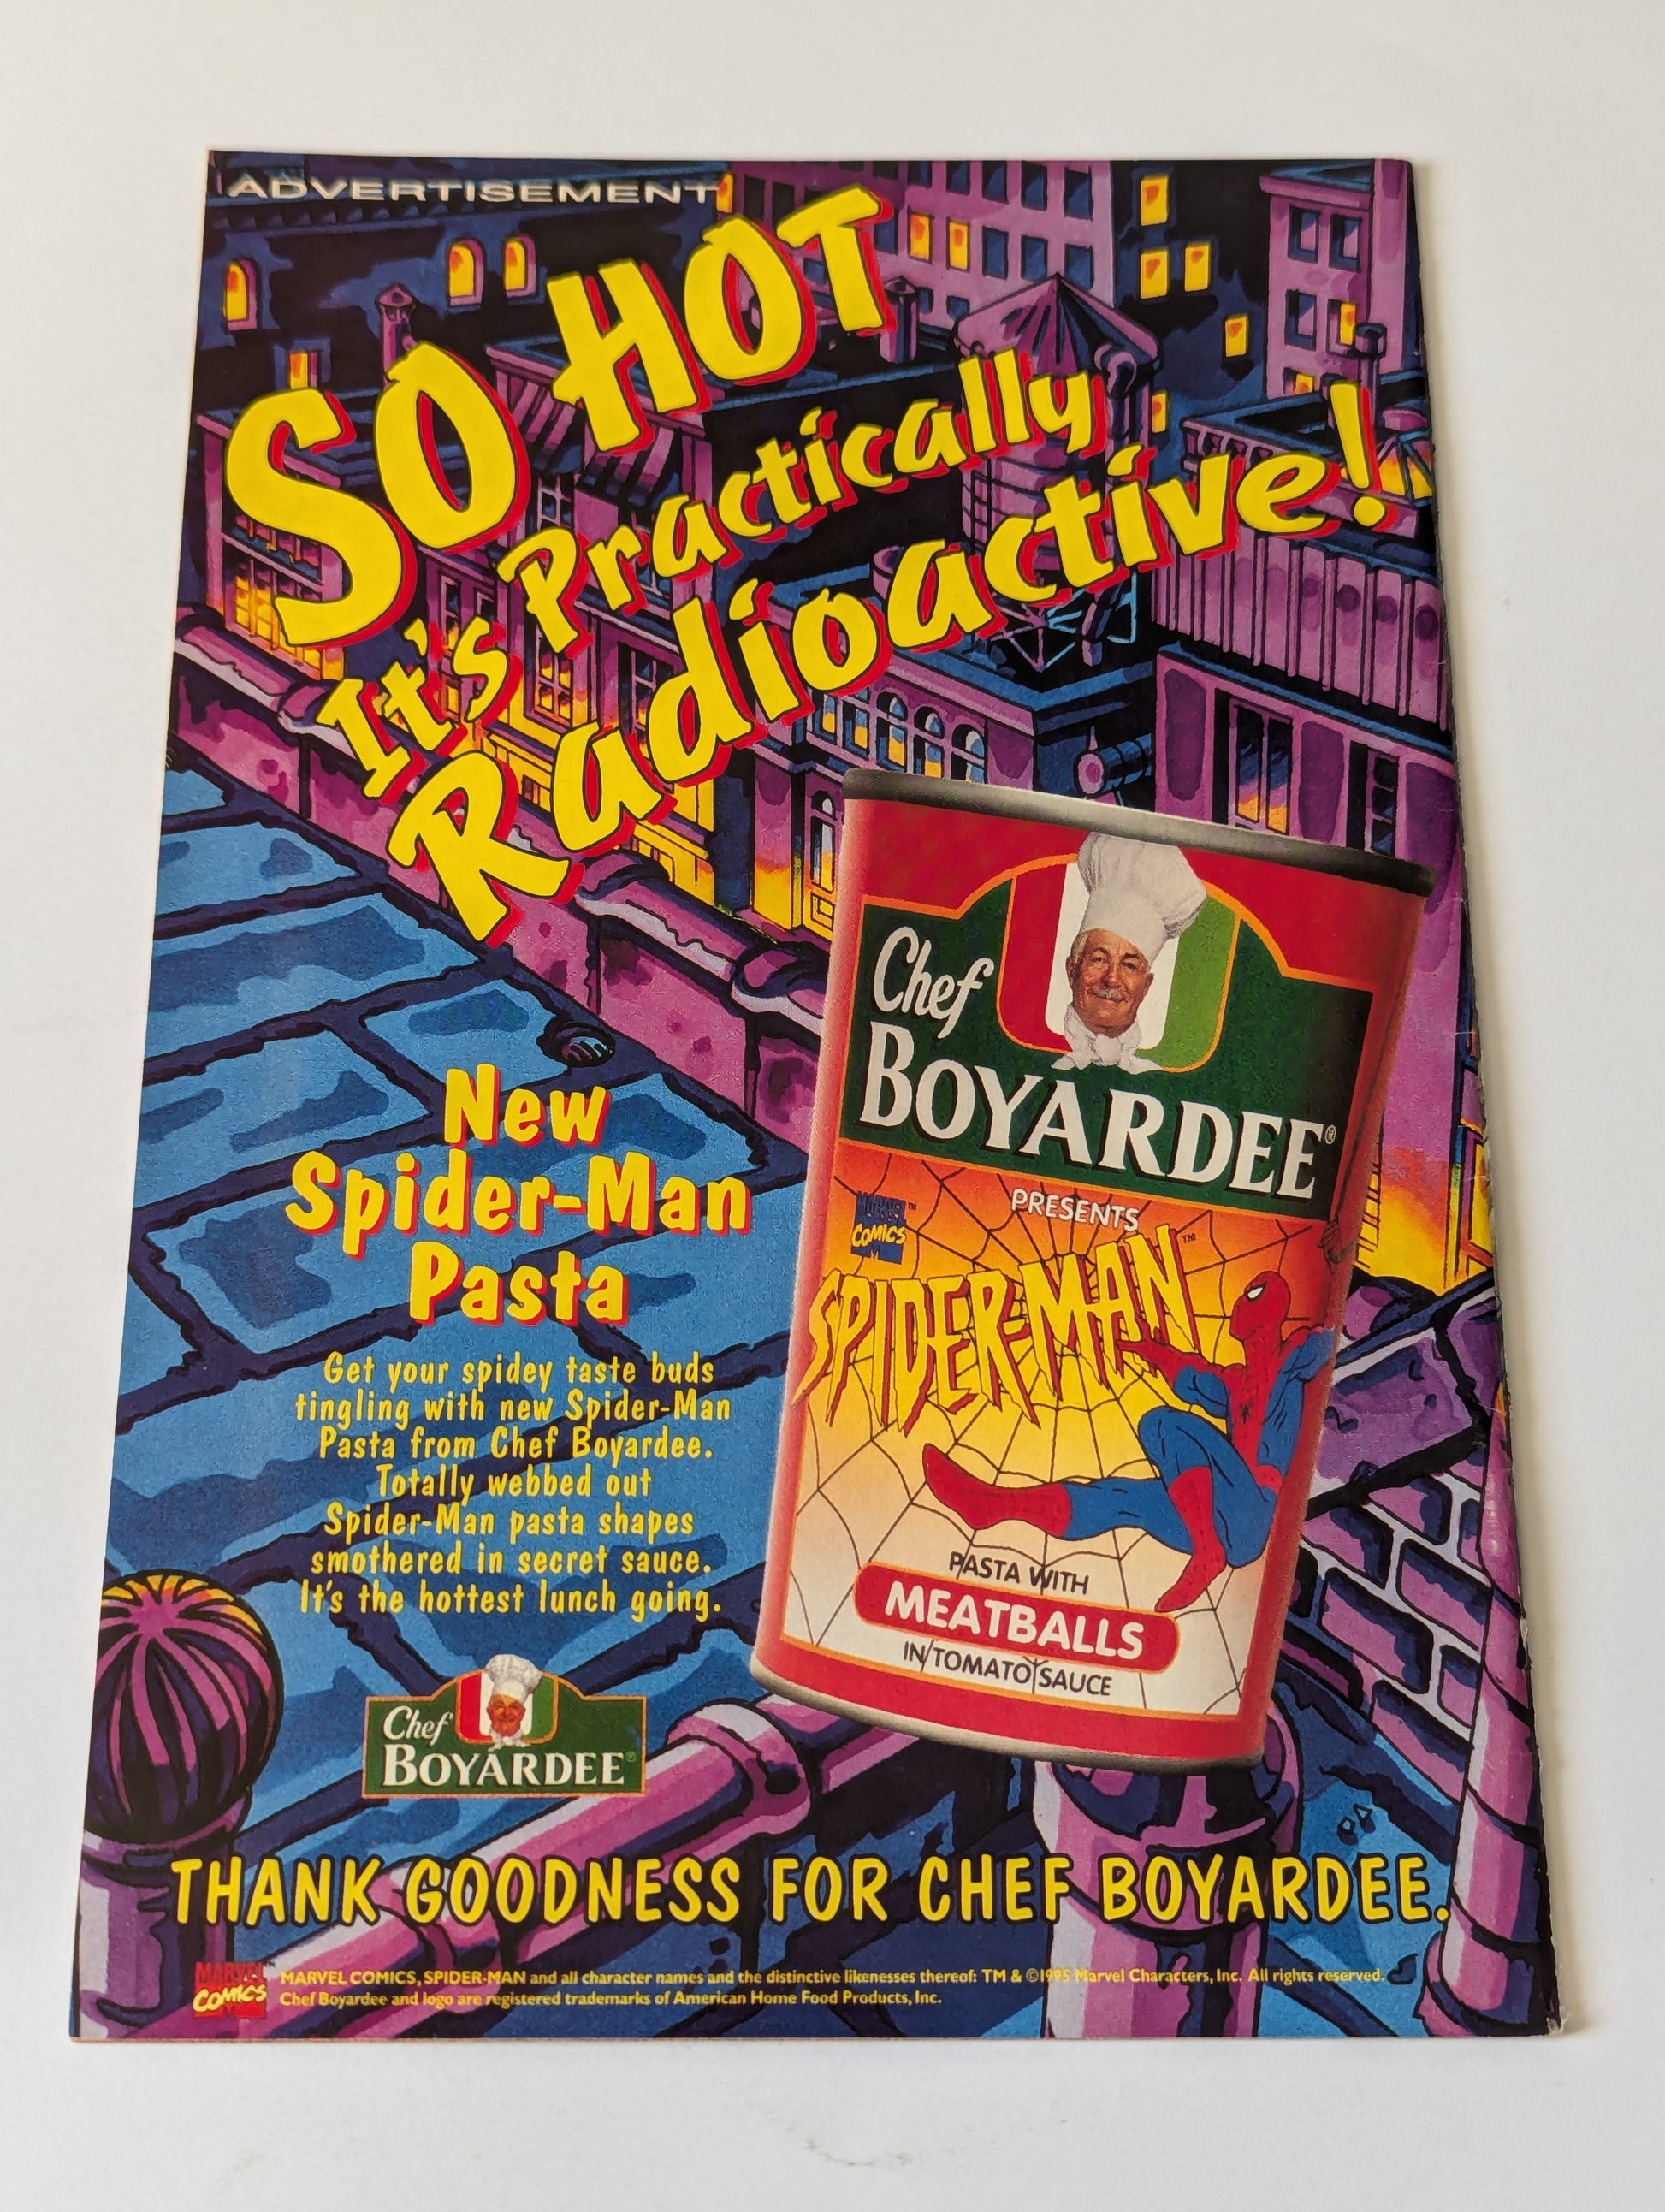 ADVERTISEMENT
SO HOT
It's Practically
Radioactive!
Chef
BOYARDEE®
PRESENTS
MARVEL™
COMICS
SPIDER-MAN™
PASTA WITH
MEATBALLS
IN TOMATO SAUCE
New
Spider-Man
Pasta
Get your spidey taste buds
tingling with new Spider-Man
Pasta from Chef Boyardee.
Totally webbed out
Spider-Man pasta shapes
smothered in secret sauce.
It's the hottest lunch going.
Chef
BOYARDEE®
THANK GOODNESS FOR CHEF BOYARDEE.
MARVEL™
COMICS
MARVEL COMICS, SPIDER-MAN and all character names and the distinctive likenesses thereof: TM & ©1995 Marvel Characters, Inc. All rights reserved.
Chef Boyardee and logo are registered trademarks of American Home Food Products, Inc.